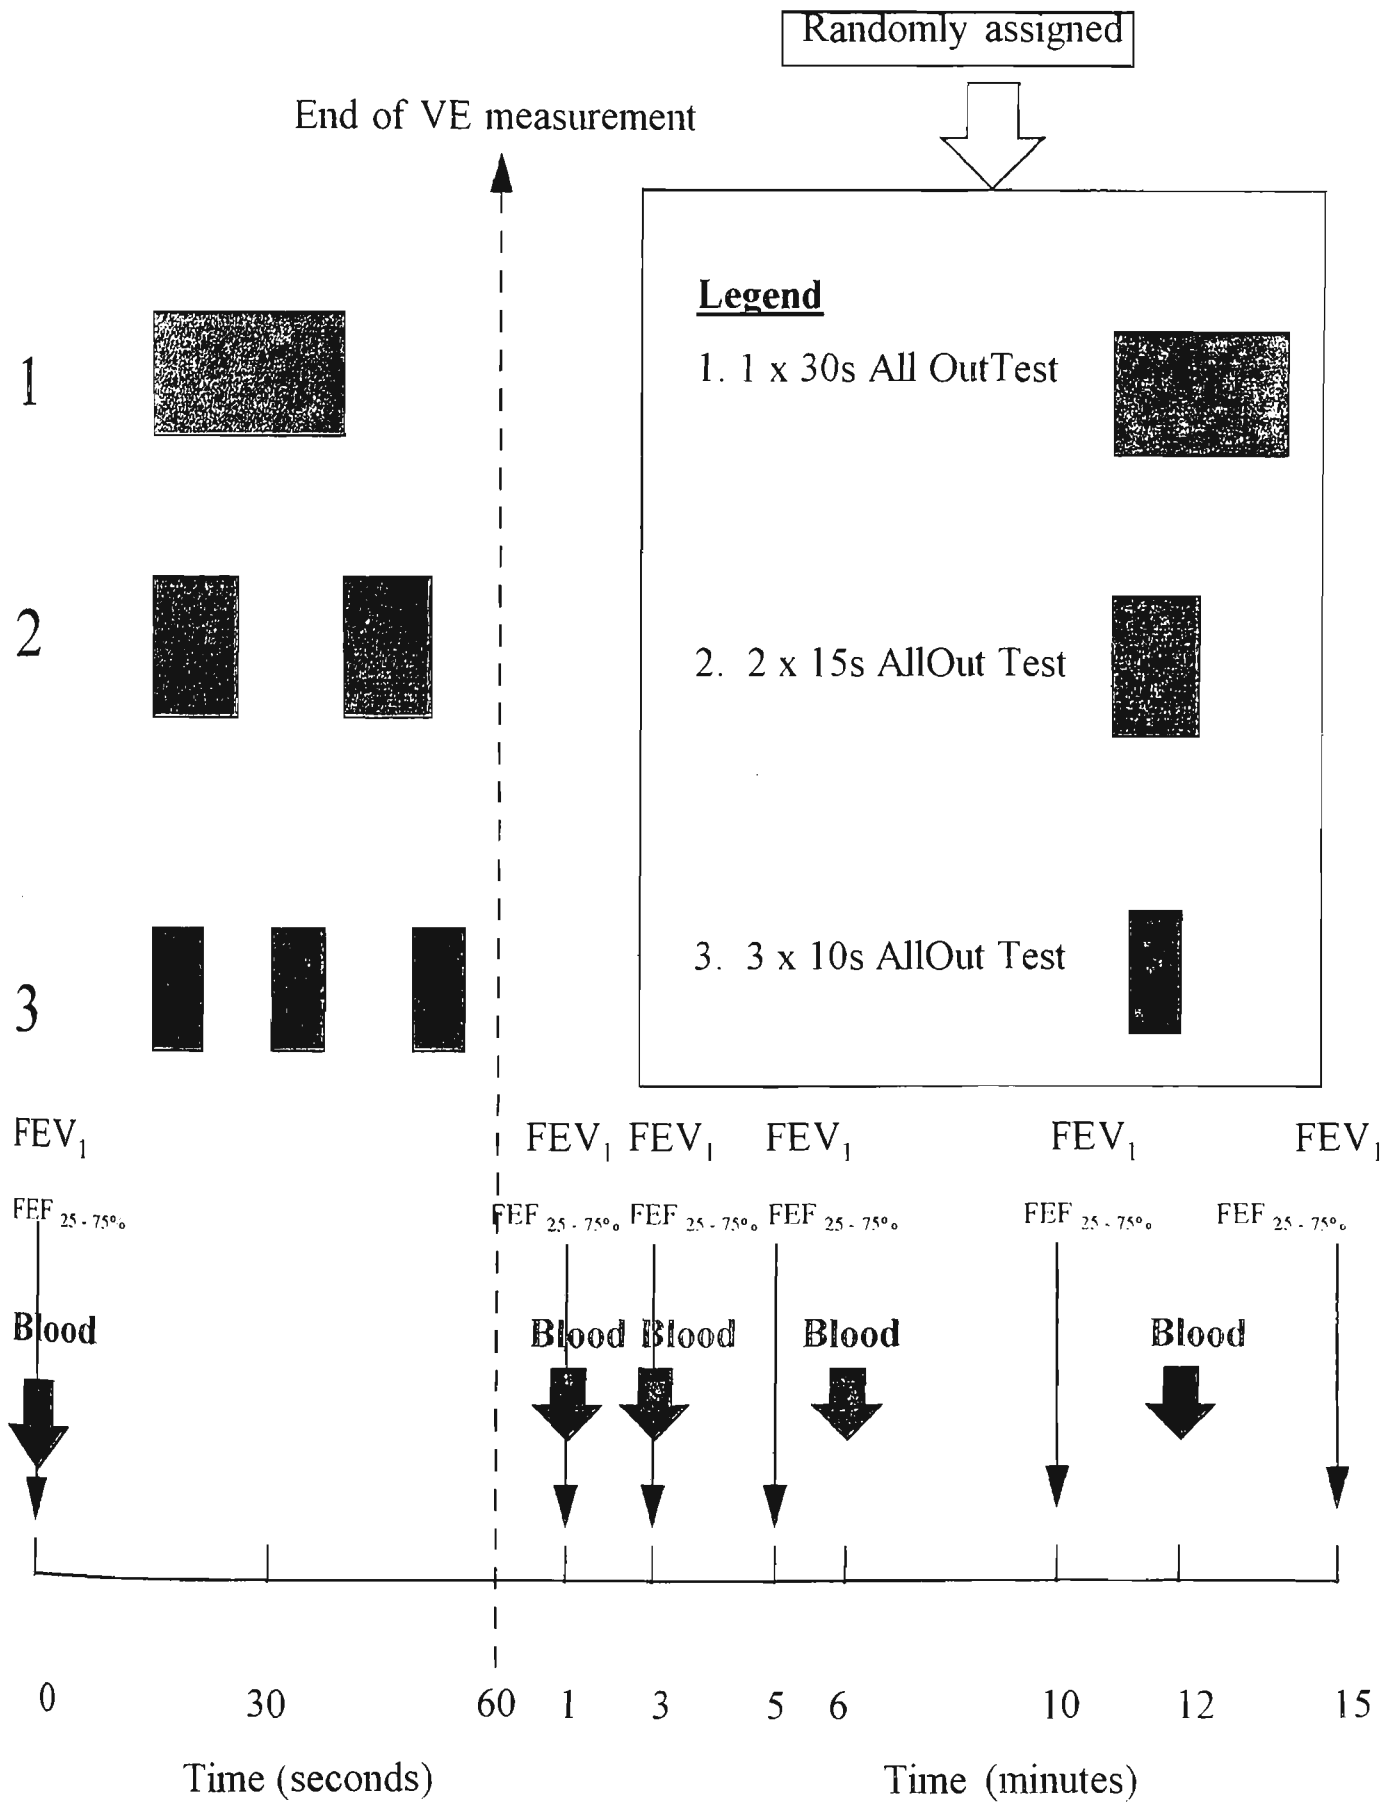 Randomly assigned
End of VE measurement
Legend
1
1. 1 x 30s All OutTest
2
2. 2 x 15s AllOut Test
3
3. 3 x 10s AllOut Test
FEV1 FEV1 FEV1 FEV1 FEV1 FEV1
FEF 25 - 75% FEF 25 - 75% FEF 25 - 75% FEF 25 - 75% FEF 25 - 75% FEF 25 - 75%
Blood Blood Blood Blood Blood
0 30 60 1 3 5 6 10 12 15
Time (seconds) Time (minutes)